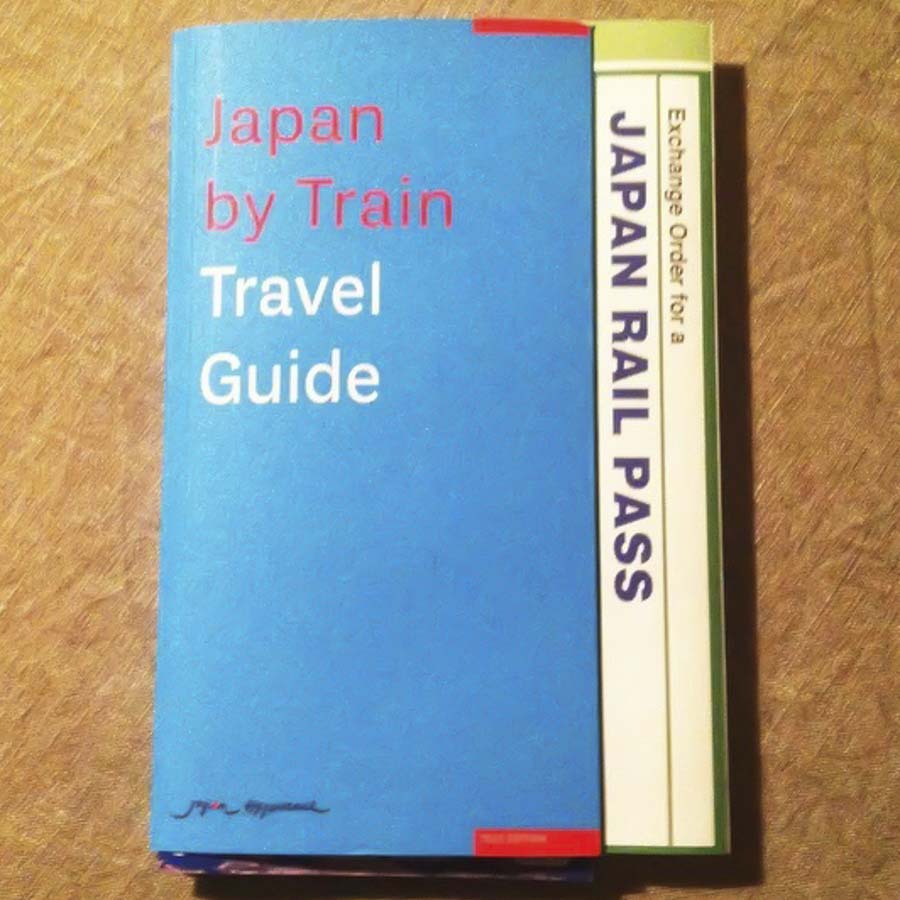 Japan
by Train
Travel
Guide
Exchange Order for a
JAPAN RAIL PASS